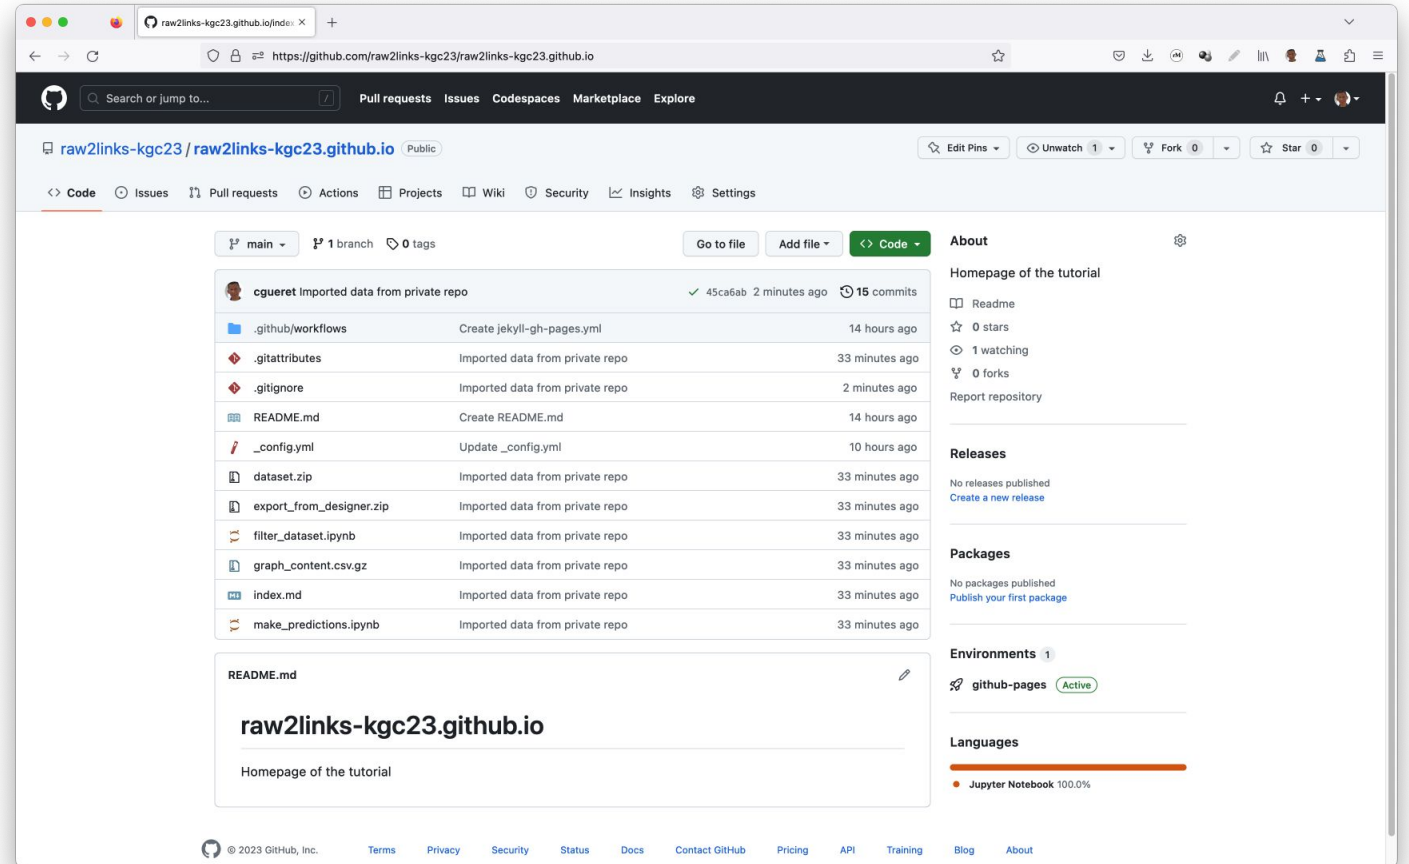 raw2links-kgc23.github.io/index
https://github.com/raw2links-kgc23/raw2links-kgc23.github.io
Search or jump to... / Pull requests Issues Codespaces Marketplace Explore
raw2links-kgc23 / raw2links-kgc23.github.io Public Edit Pins Unwatch 1 Fork 0 Star 0
Code Issues Pull requests Actions Projects Wiki Security Insights Settings
main 1 branch 0 tags Go to file Add file Code
cgueret Imported data from private repo 45ca6ab 2 minutes ago 15 commits
.github/workflows Create jekyll-gh-pages.yml 14 hours ago
.gitattributes Imported data from private repo 33 minutes ago
.gitignore Imported data from private repo 2 minutes ago
README.md Create README.md 14 hours ago
_config.yml Update _config.yml 10 hours ago
dataset.zip Imported data from private repo 33 minutes ago
export_from_designer.zip Imported data from private repo 33 minutes ago
filter_dataset.ipynb Imported data from private repo 33 minutes ago
graph_content.csv.gz Imported data from private repo 33 minutes ago
index.md Imported data from private repo 33 minutes ago
make_predictions.ipynb Imported data from private repo 33 minutes ago
README.md
raw2links-kgc23.github.io
Homepage of the tutorial
About
Homepage of the tutorial
Readme
0 stars
1 watching
0 forks
Report repository
Releases
No releases published
Create a new release
Packages
No packages published
Publish your first package
Environments 1
github-pages Active
Languages
Jupyter Notebook 100.0%
© 2023 GitHub, Inc. Terms Privacy Security Status Docs Contact GitHub Pricing API Training Blog About